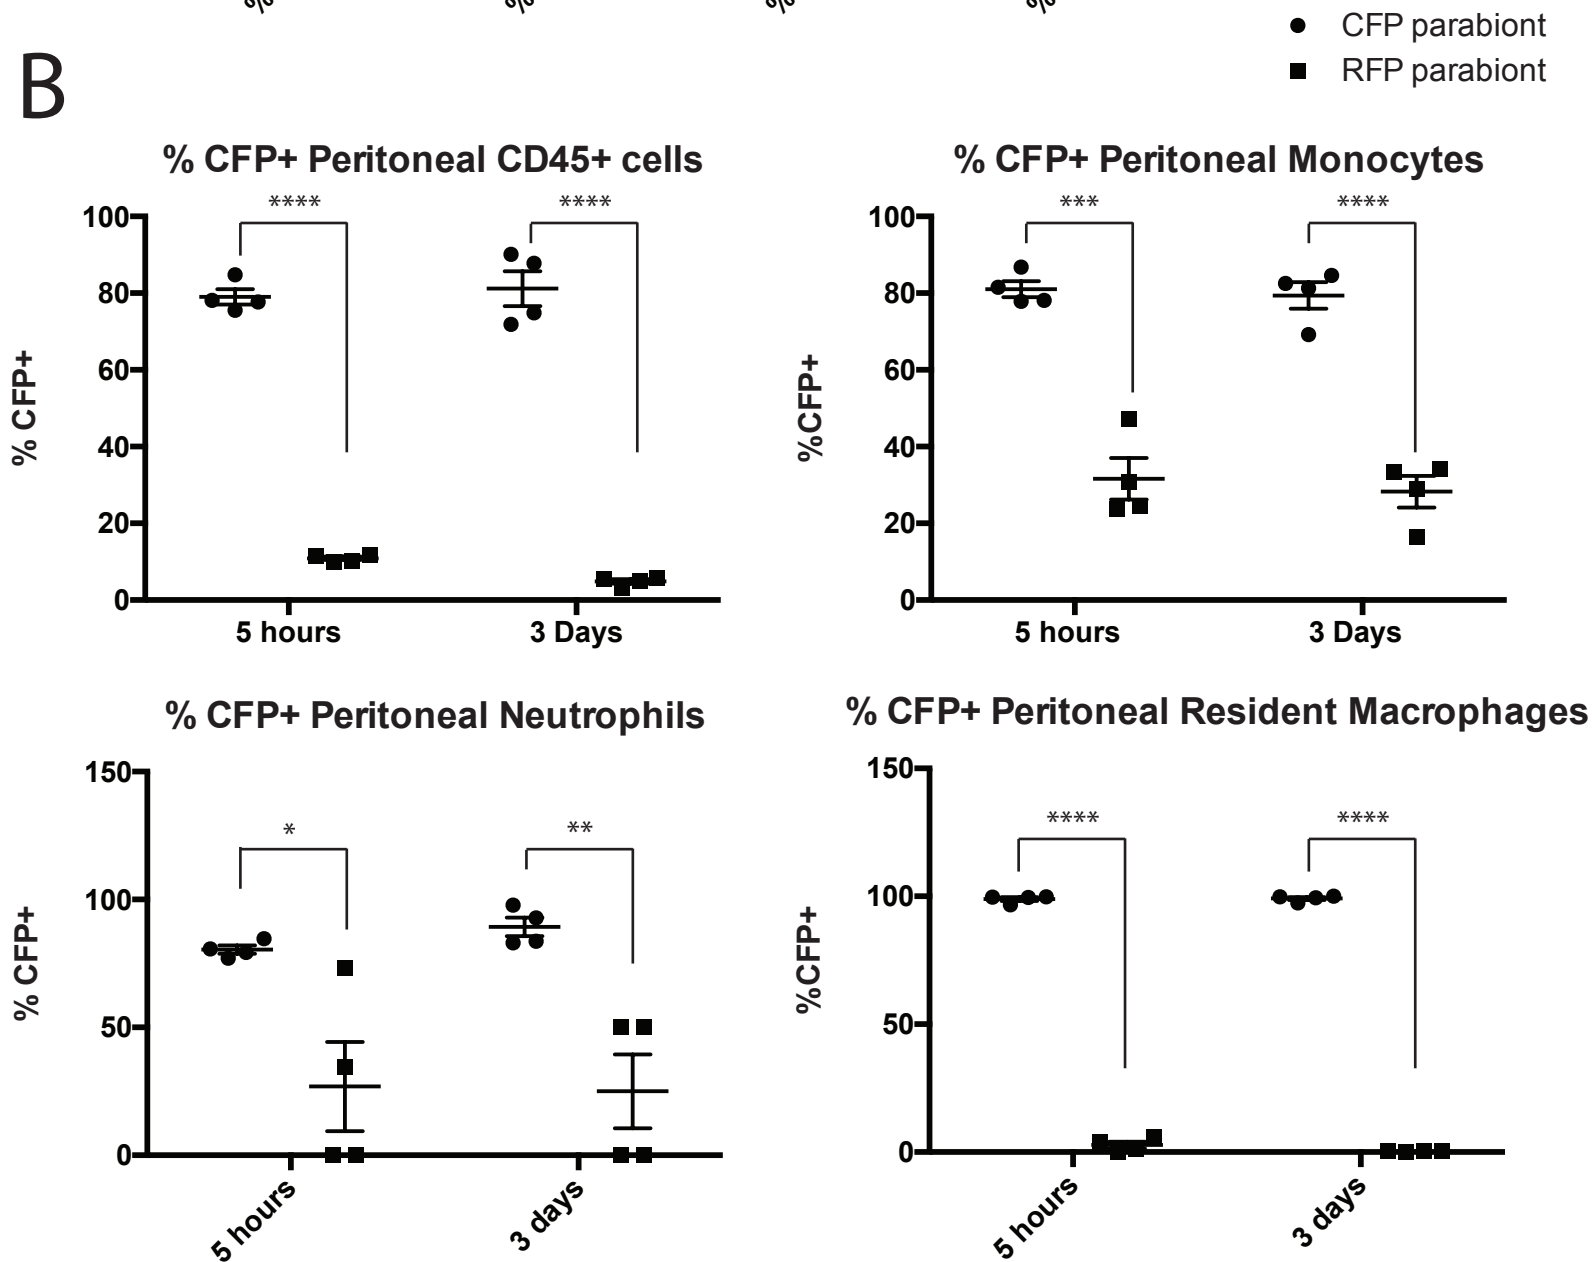 % % % %
CFP parabiont
RFP parabiont
B
% CFP+ Peritoneal CD45+ cells
% CFP+
100
80
60
40
20
0
****
****
5 hours
3 Days
% CFP+ Peritoneal Monocytes
%CFP+
100
80
60
40
20
0
***
****
5 hours
3 Days
% CFP+ Peritoneal Neutrophils
% CFP+
150
100
50
0
*
**
5 hours
3 days
% CFP+ Peritoneal Resident Macrophages
%CFP+
150
100
50
0
****
****
5 hours
3 days